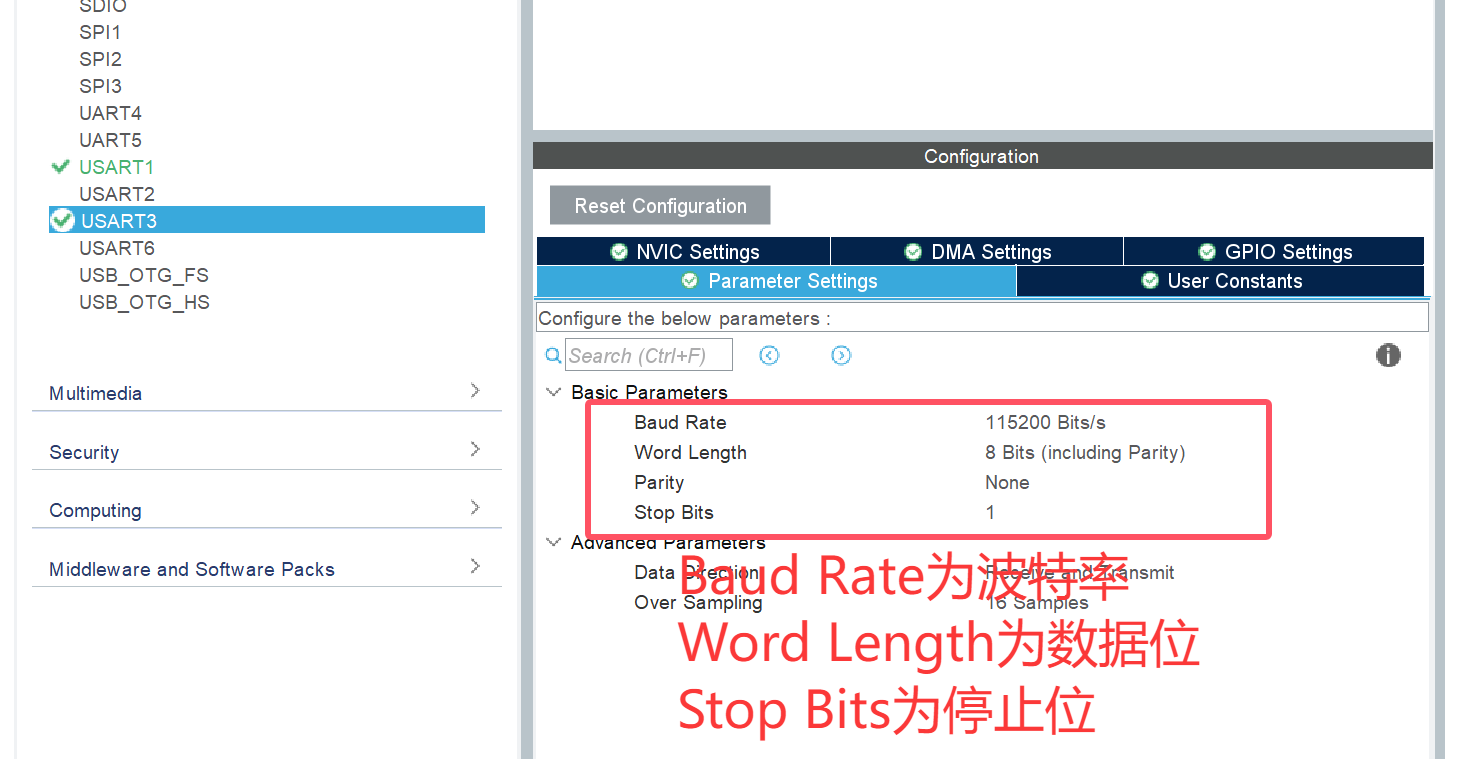 SDIO
SPI1
SPI2
SPI3
UART4
UART5
USART1
USART2
USART3
USART6
USB_OTG_FS
USB_OTG_HS
Multimedia
Security
Computing
Middleware and Software Packs
Configuration
Reset Configuration
NVIC Settings
DMA Settings
GPIO Settings
Parameter Settings
User Constants
Configure the below parameters :
Search (Ctrl+F)
Basic Parameters
Baud Rate 115200 Bits/s
Word Length 8 Bits (including Parity)
Parity None
Stop Bits 1
Advanced Parameters
Data Direction Receive and Transmit
Over Sampling 16 Samples
Baud Rate为波特率
Word Length为数据位
Stop Bits为停止位